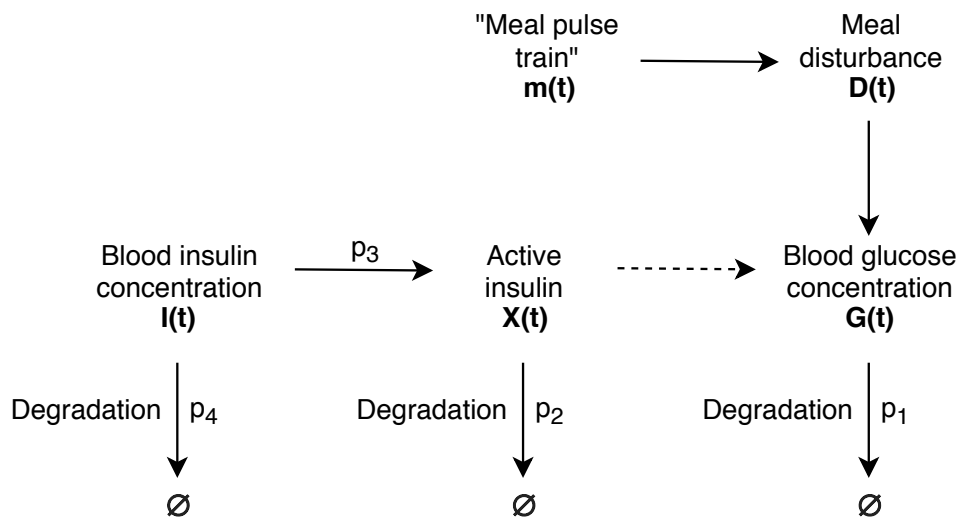 "Meal pulse
train"
m(t)
Meal
disturbance
D(t)
Blood insulin
concentration
I(t)
p3
Active
insulin
X(t)
Blood glucose
concentration
G(t)
Degradation
p4
Degradation
p2
Degradation
p1
∅
∅
∅